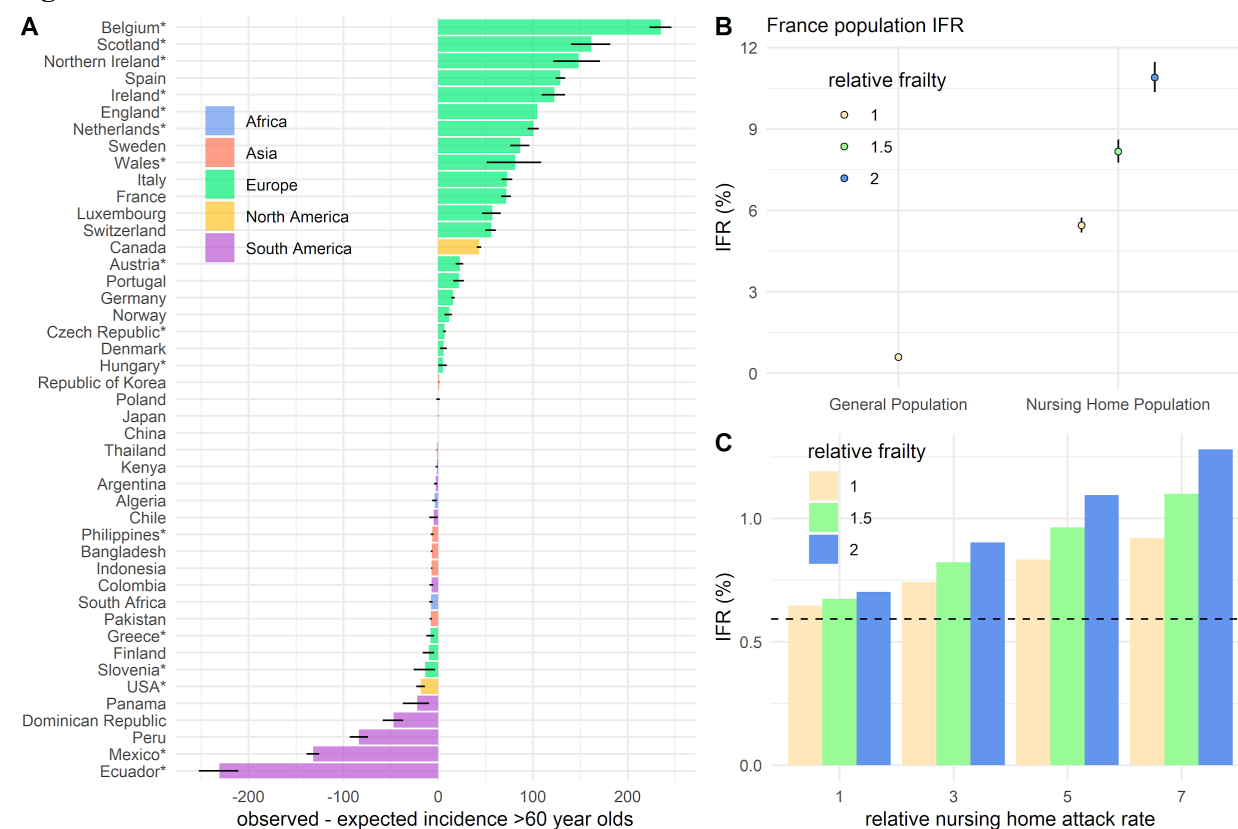 A
Belgium*
Scotland*
Northern Ireland*
Spain
Ireland*
England*
Netherlands*
Sweden
Wales*
Italy
France
Luxembourg
Switzerland
Canada
Austria*
Portugal
Germany
Norway
Czech Republic*
Denmark
Hungary*
Republic of Korea
Poland
Japan
China
Thailand
Kenya
Argentina
Algeria
Chile
Philippines*
Bangladesh
Indonesia
Colombia
South Africa
Pakistan
Greece*
Finland
Slovenia*
USA*
Panama
Dominican Republic
Peru
Mexico*
Ecuador*
Africa
Asia
Europe
North America
South America
-200 -100 0 100 200
observed - expected incidence >60 year olds
B
France population IFR
relative frailty
1
1.5
2
12
9
6
3
0
IFR (%)
General Population Nursing Home Population
C
relative frailty
1
1.5
2
1.0
0.5
0.0
IFR (%)
1 3 5 7
relative nursing home attack rate